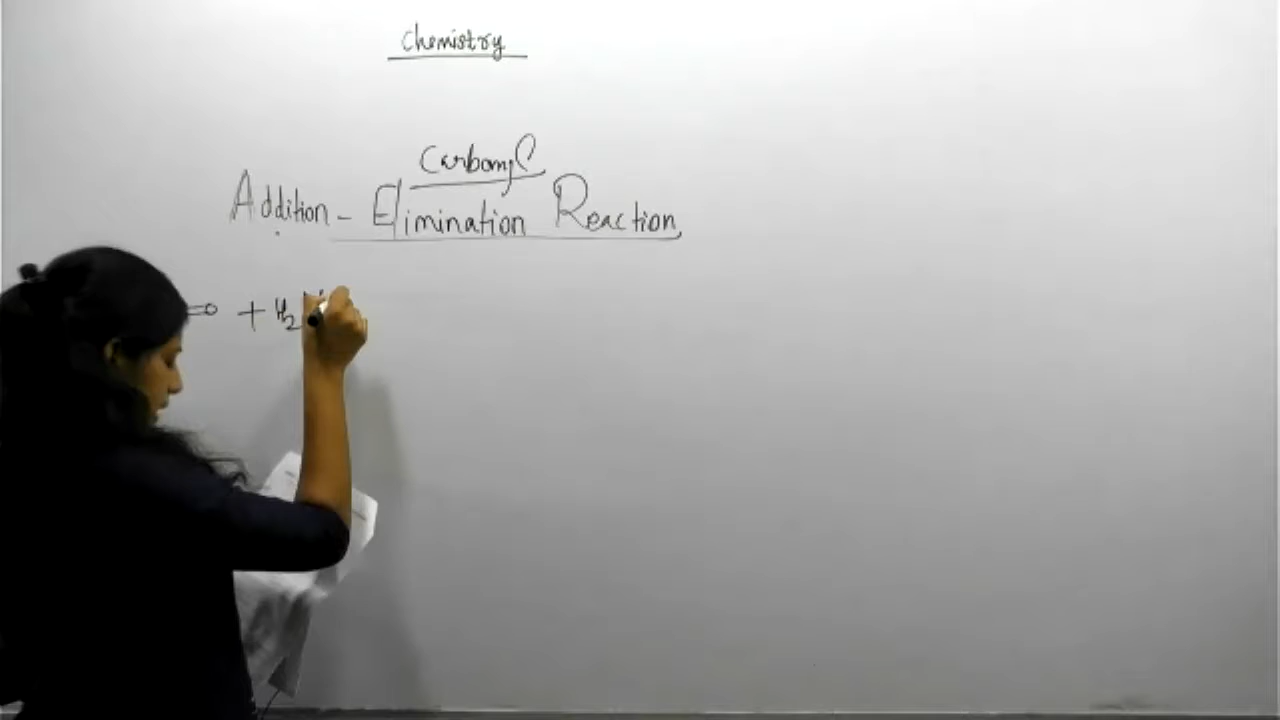 Chemistry
Carbonyl
Addition - Elimination Reaction
=O + H2